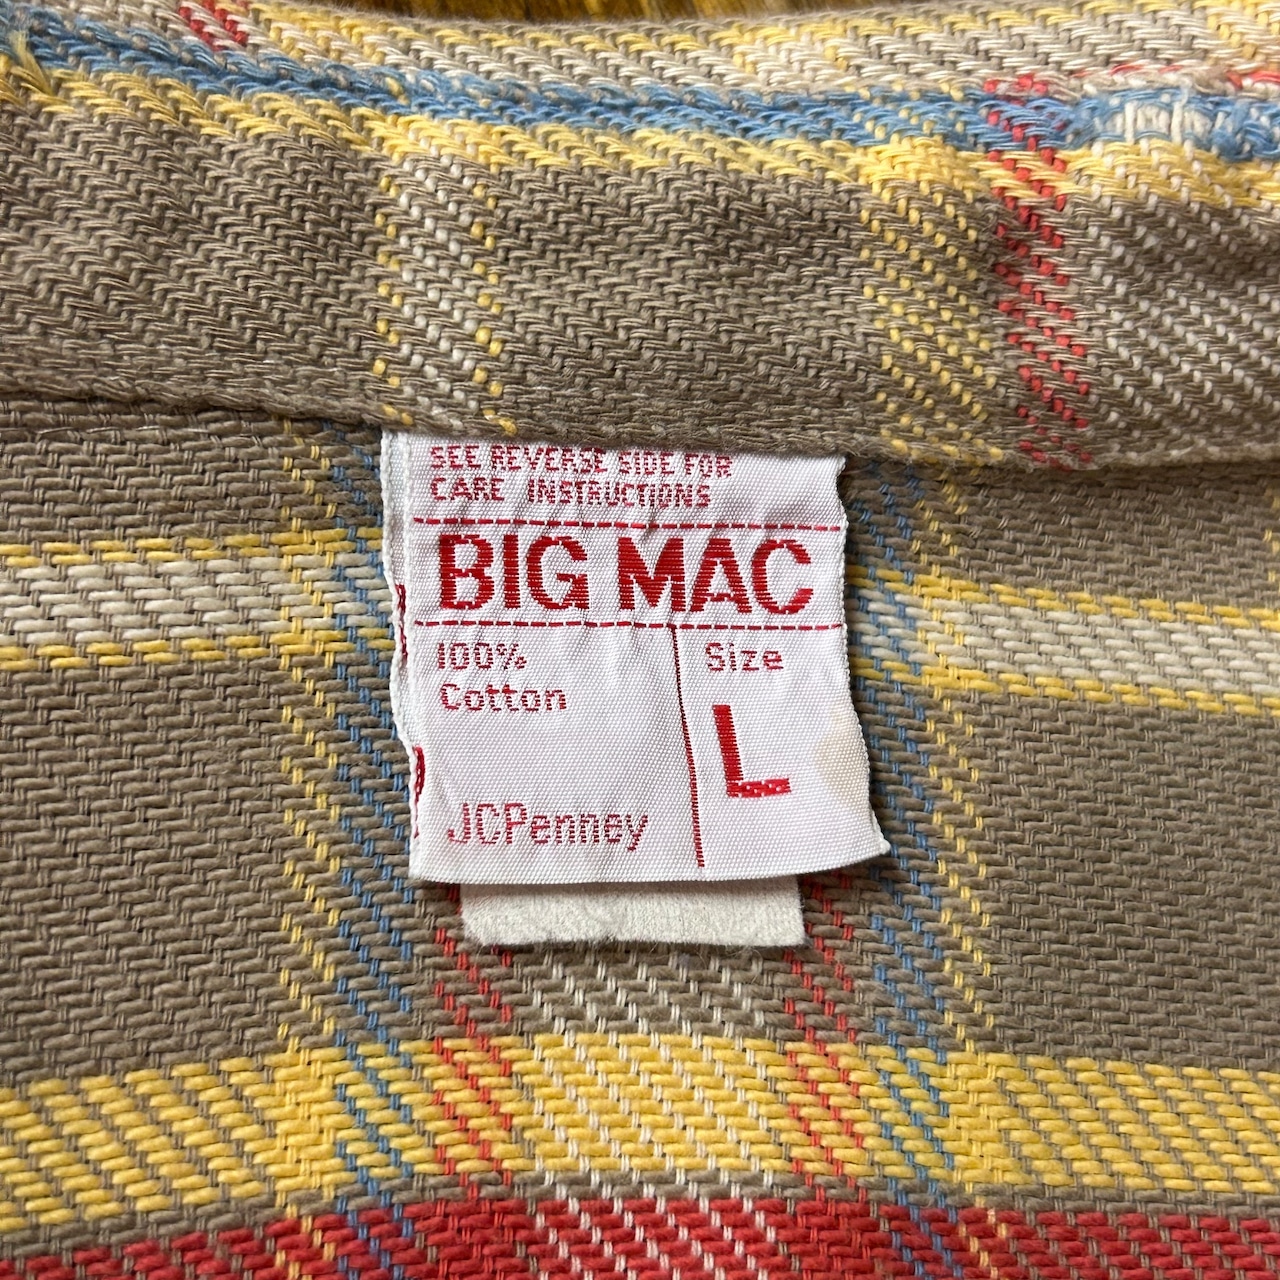 SEE REVERSE SIDE FOR
CARE INSTRUCTIONS
BIG MAC
100%
Cotton
Size
L
JCPenney